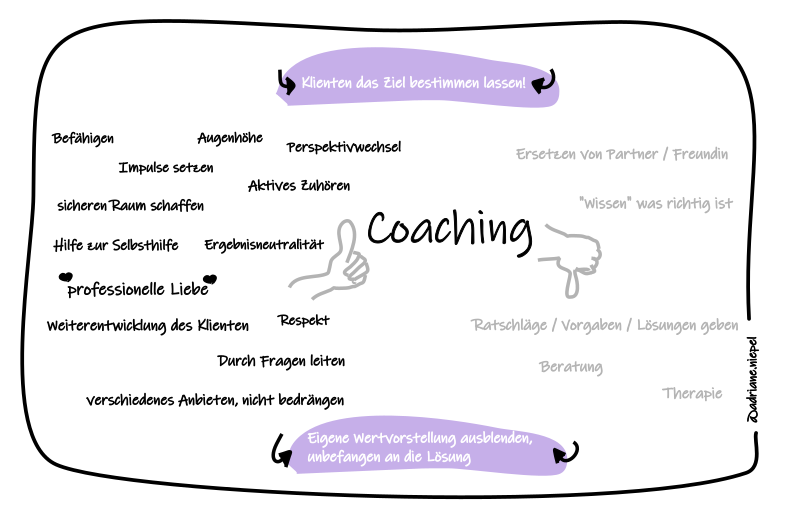 Klienten das Ziel bestimmen lassen!
Befähigen
Augenhöhe
Perspektivwechsel
Impulse setzen
Aktives Zuhören
sicheren Raum schaffen
Hilfe zur Selbsthilfe
Ergebnisneutralität
professionelle Liebe
Weiterentwicklung des Klienten
Respekt
Durch Fragen leiten
verschiedenes Anbieten, nicht bedrängen
Coaching
Ersetzen von Partner / Freundin
"Wissen" was richtig ist
Ratschläge / Vorgaben / Lösungen geben
Beratung
Therapie
Eigene Wertvorstellung ausblenden,
unbefangen an die Lösung
@adriane.niepel